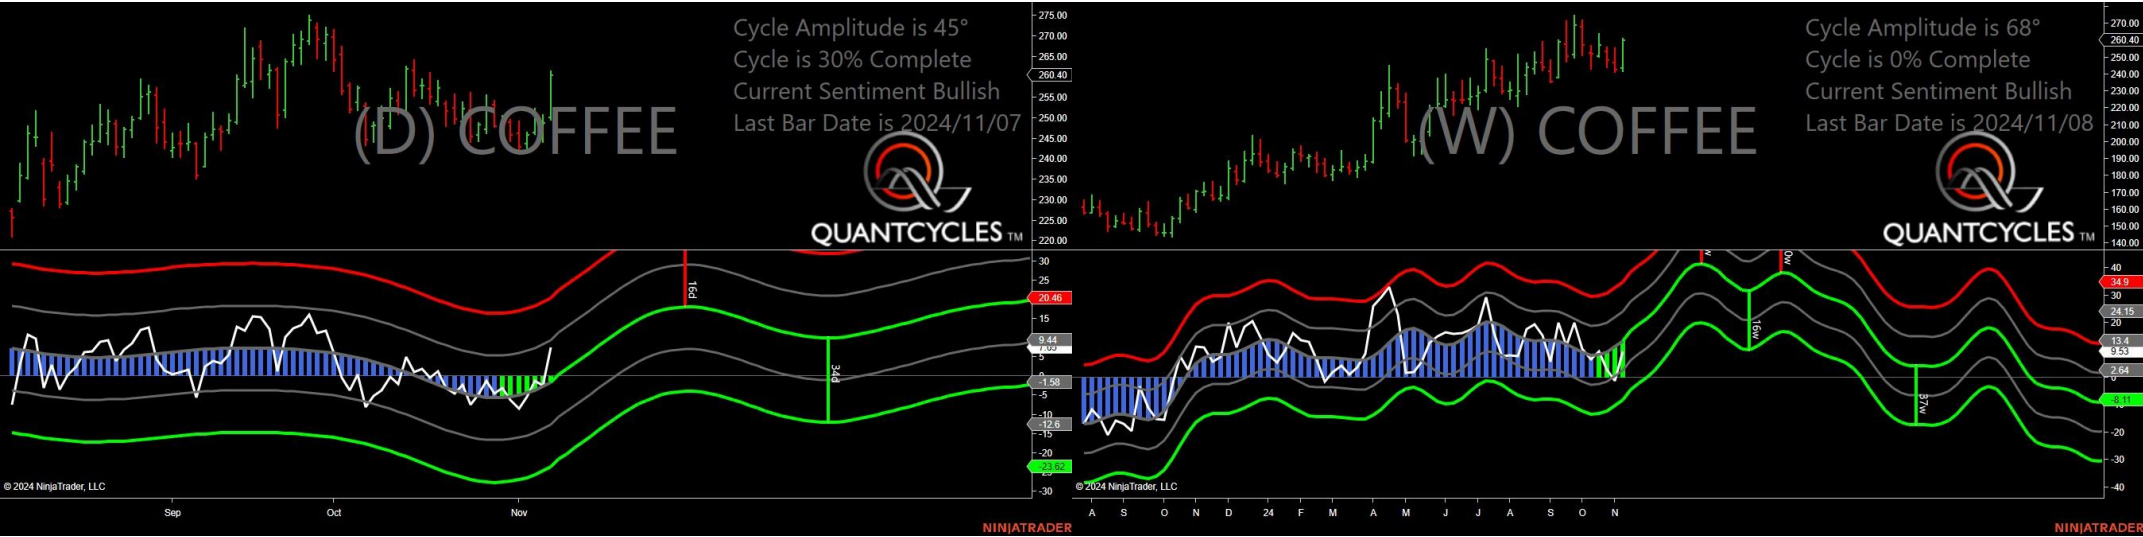 Cycle Amplitude is 45°
Cycle is 30% Complete
Current Sentiment Bullish
Last Bar Date is 2024/11/07
(D) COFFEE
QUANTCYCLES TM
275.00
270.00
265.00
260.40
255.00
250.00
245.00
240.00
235.00
230.00
225.00
220.00
30
25
20.46
15
9.44
5
0
-1.58
-5
-10
-12.6
-15
-20
-23.62
-30
16d
34d
© 2024 NinjaTrader, LLC
Sep
Oct
Nov
NINJATRADER
Cycle Amplitude is 68°
Cycle is 0% Complete
Current Sentiment Bullish
Last Bar Date is 2024/11/08
(W) COFFEE
QUANTCYCLES TM
270.00
260.40
250.00
240.00
230.00
220.00
210.00
200.00
190.00
180.00
170.00
160.00
150.00
140.00
40
34.9
30
24.15
20
13.4
9.53
2.64
0
-8.11
-20
-30
-40
w
0w
16w
37w
© 2024 NinjaTrader, LLC
A S O N D 24 F M A M J J A S O N
NINJATRADER